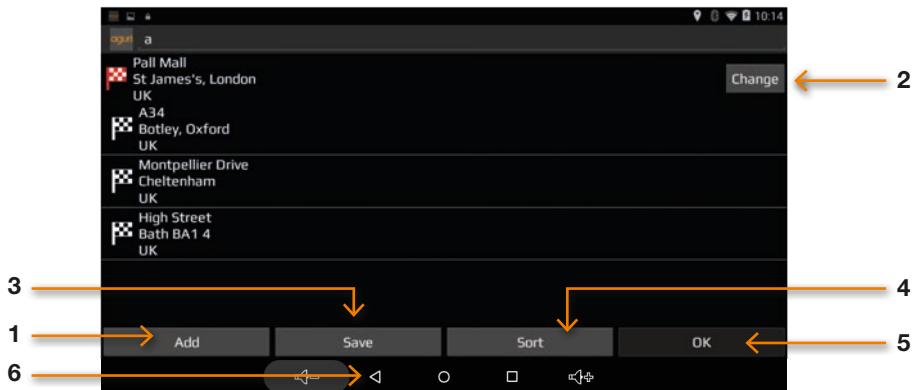 10:14
aguri a
Pall Mall
St James's, London
UK
Change
2
A34
Botley, Oxford
UK
Montpellier Drive
Cheltenham
UK
High Street
Bath BA1 4
UK
3
4
1
Add
Save
Sort
OK
5
6